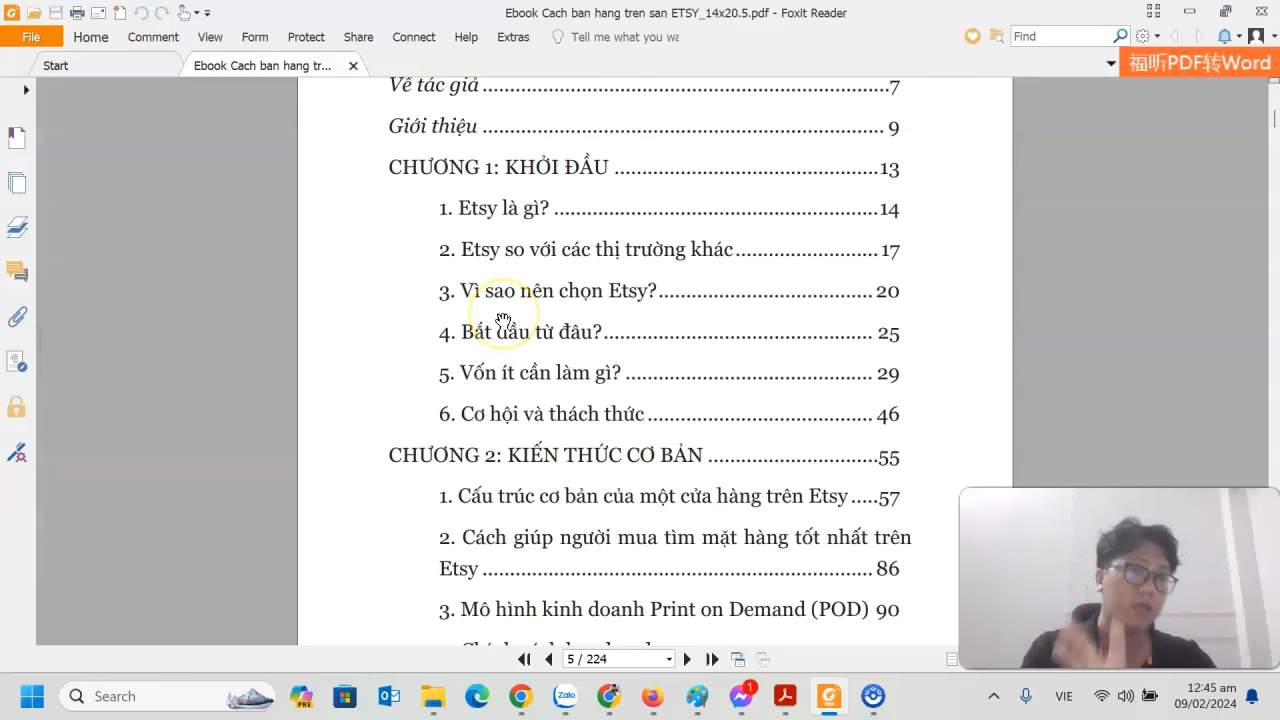 Ebook Cach ban hang tren san ETSY_14x20.5.pdf - Foxit Reader
File Home Comment View Form Protect Share Connect Help Extras Tell me what you wa Find
Start Ebook Cach ban hang tr... 福昕PDF转Word
Về tác giả ..........................................................................7
Giới thiệu ......................................................................... 9
CHƯƠNG 1: KHỞI ĐẦU ................................................13
1. Etsy là gì? ...........................................................14
2. Etsy so với các thị trường khác......................... 17
3. Vì sao nên chọn Etsy?....................................... 20
4. Bắt đầu từ đâu?................................................. 25
5. Vốn ít cần làm gì? ............................................. 29
6. Cơ hội và thách thức......................................... 46
CHƯƠNG 2: KIẾN THỨC CƠ BẢN ...............................55
1. Cấu trúc cơ bản của một cửa hàng trên Etsy.....57
2. Cách giúp người mua tìm mặt hàng tốt nhất trên
Etsy ....................................................................... 86
3. Mô hình kinh doanh Print on Demand (POD) 90
5 / 224
Search PRE Zalo 1 VIE 12:45 am
09/02/2024